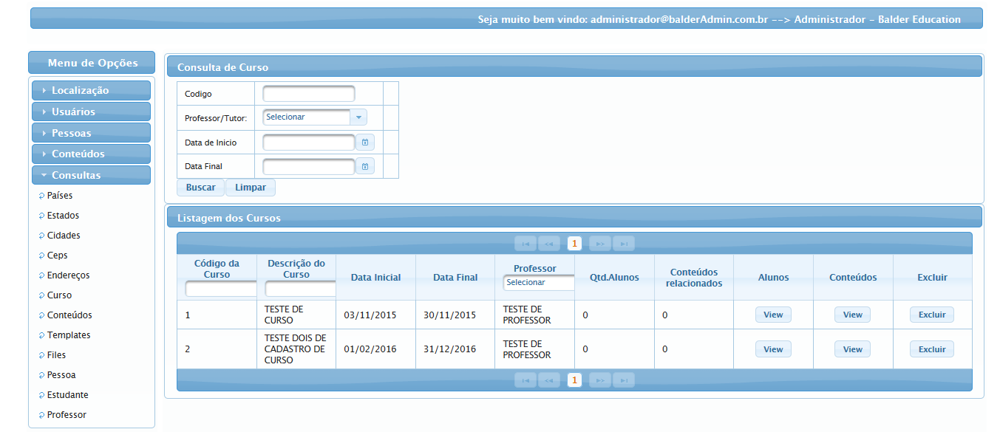 Seja muito bem vindo: administrador@balderAdmin.com.br --> Administrador - Balder Education
Menu de Opções
Localização
Usuários
Pessoas
Conteúdos
Consultas
Países
Estados
Cidades
Ceps
Endereços
Curso
Conteúdos
Templates
Files
Pessoa
Estudante
Professor
Consulta de Curso
Codigo
Professor/Tutor: Selecionar
Data de Inicio
Data Final
Buscar Limpar
Listagem dos Cursos
1
Código da Curso Descrição do Curso Data Inicial Data Final Professor Qtd.Alunos Conteúdos relacionados Alunos Conteúdos Excluir
Selecionar
1 TESTE DE CURSO 03/11/2015 30/11/2015 TESTE DE PROFESSOR 0 0 View View Excluir
2 TESTE DOIS DE CADASTRO DE CURSO 01/02/2016 31/12/2016 TESTE DE PROFESSOR 0 0 View View Excluir
1